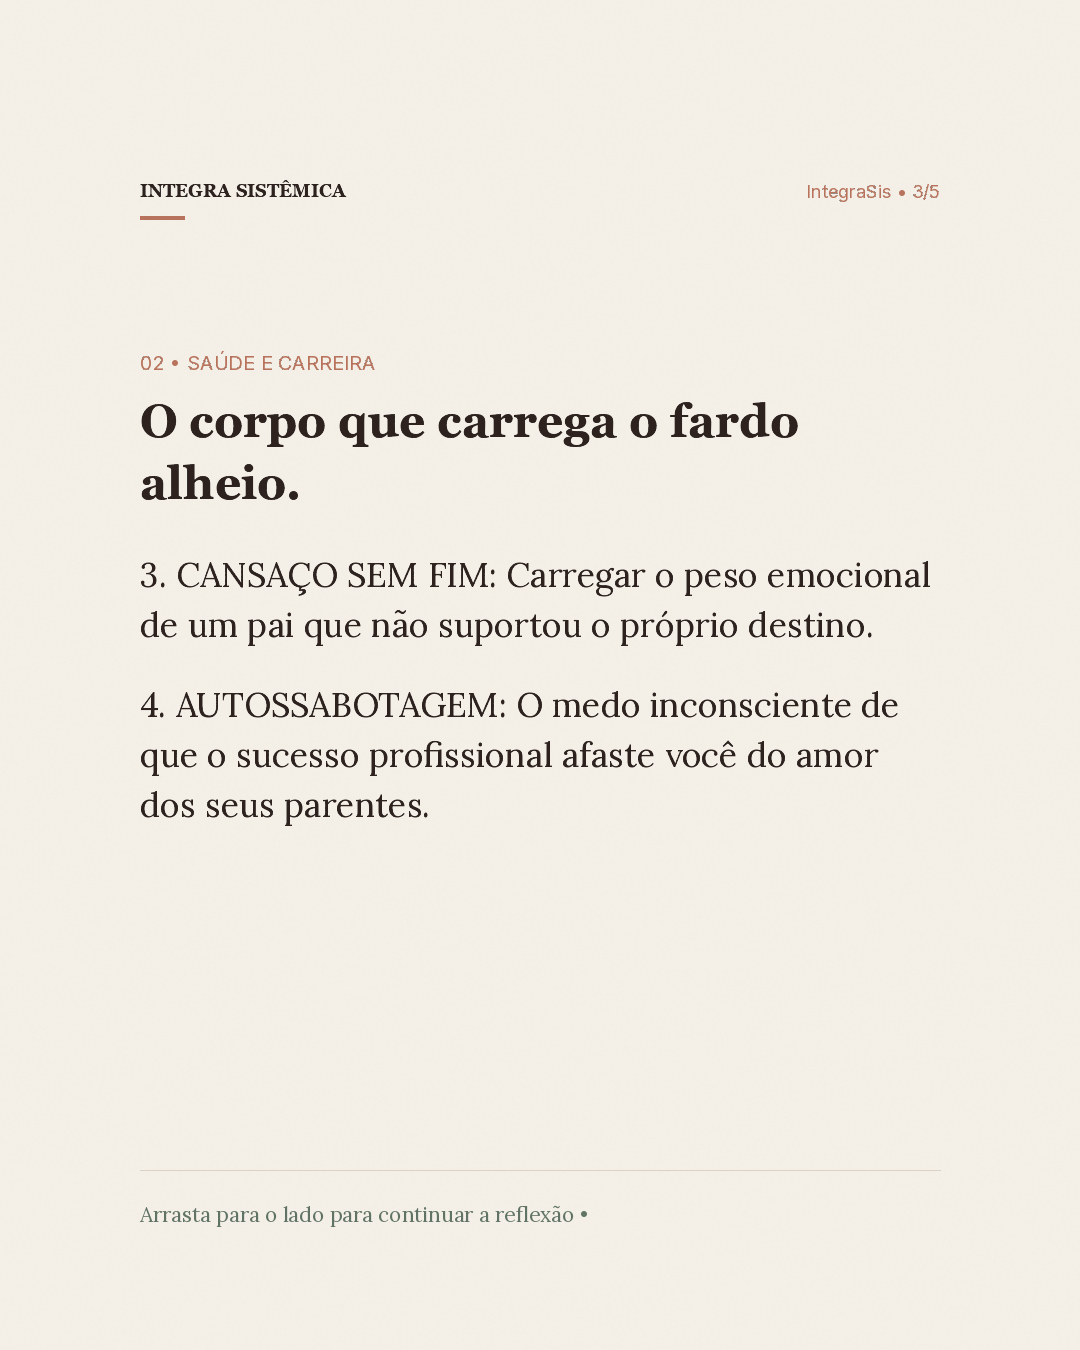 INTEGRA SISTÊMICA
IntegraSis • 3/5
02 • SAÚDE E CARREIRA
O corpo que carrega o fardo
alheio.
3. CANSAÇO SEM FIM: Carregar o peso emocional
de um pai que não suportou o próprio destino.
4. AUTOSSABOTAGEM: O medo inconsciente de
que o sucesso profissional afaste você do amor
dos seus parentes.
Arrasta para o lado para continuar a reflexão •